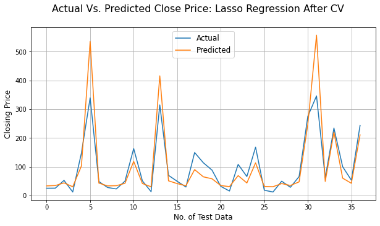 Actual Vs. Predicted Close Price: Lasso Regression After CV
Actual
Predicted
Closing Price
500
400
300
200
100
0
0 5 10 15 20 25 30 35
No. of Test Data